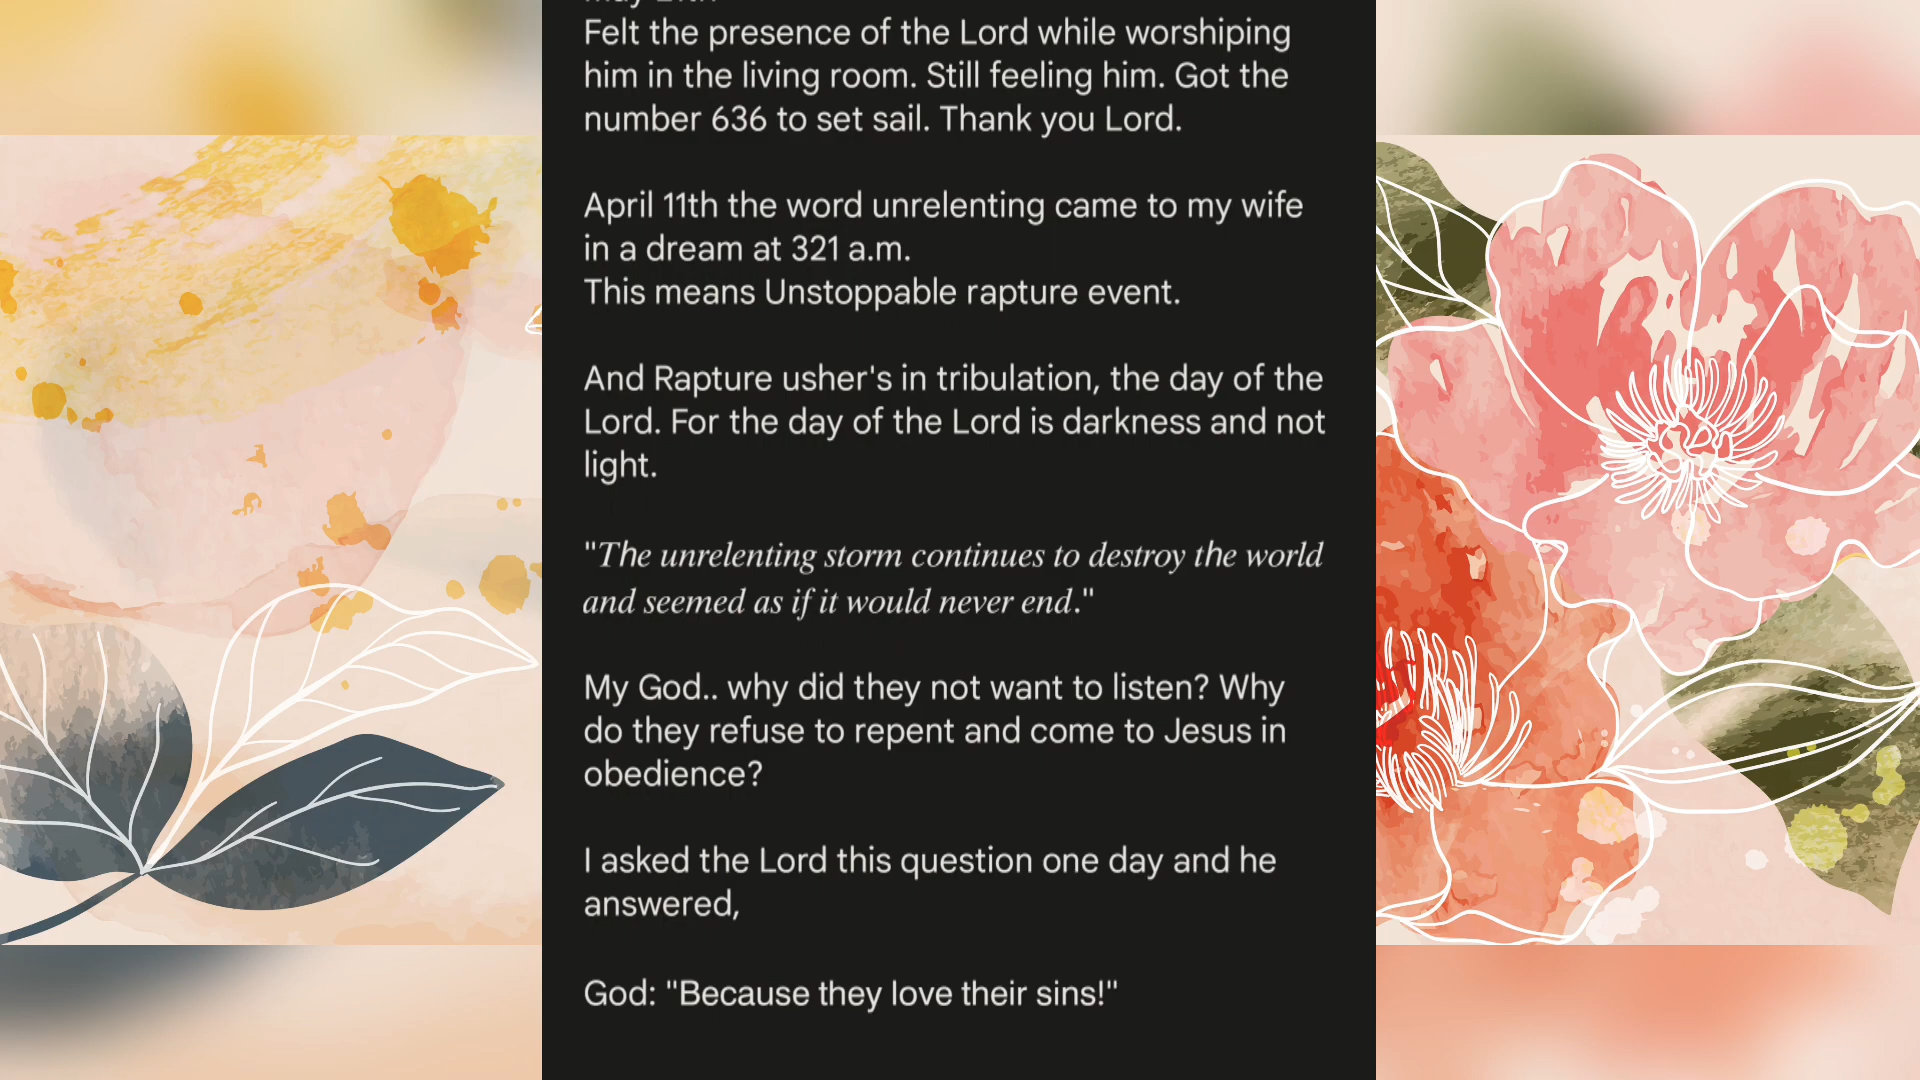 Felt the presence of the Lord while worshiping
him in the living room. Still feeling him. Got the
number 636 to set sail. Thank you Lord.
April 11th the word unrelenting came to my wife
in a dream at 321 a.m.
This means Unstoppable rapture event.
And Rapture usher's in tribulation, the day of the
Lord. For the day of the Lord is darkness and not
light.
"The unrelenting storm continues to destroy the world
and seemed as if it would never end."
My God.. why did they not want to listen? Why
do they refuse to repent and come to Jesus in
obedience?
I asked the Lord this question one day and he
answered,
God: "Because they love their sins!"